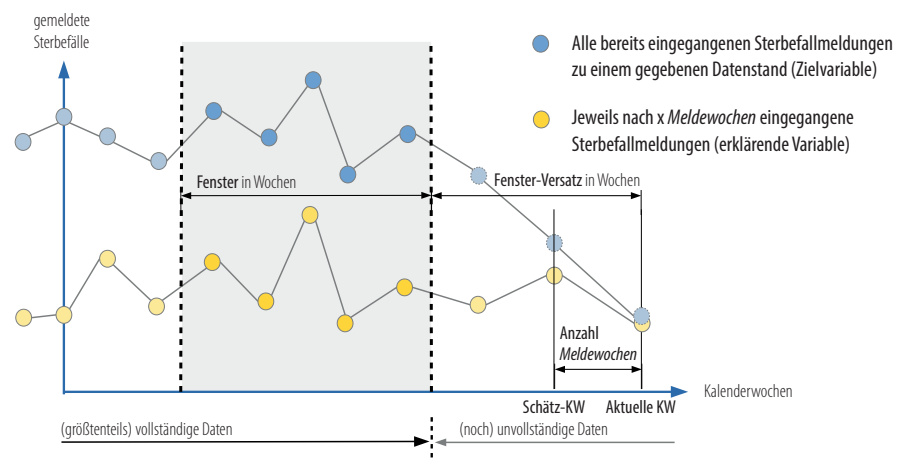 gemeldete
Sterbefälle
Alle bereits eingegangenen Sterbefallmeldungen
zu einem gegebenen Datenstand (Zielvariable)
Jeweils nach x Meldewochen eingegangene
Sterbefallmeldungen (erklärende Variable)
Fenster in Wochen
Fenster-Versatz in Wochen
Anzahl
Meldewochen
Kalenderwochen
Schätz-KW
Aktuelle KW
(größtenteils) vollständige Daten
(noch) unvollständige Daten